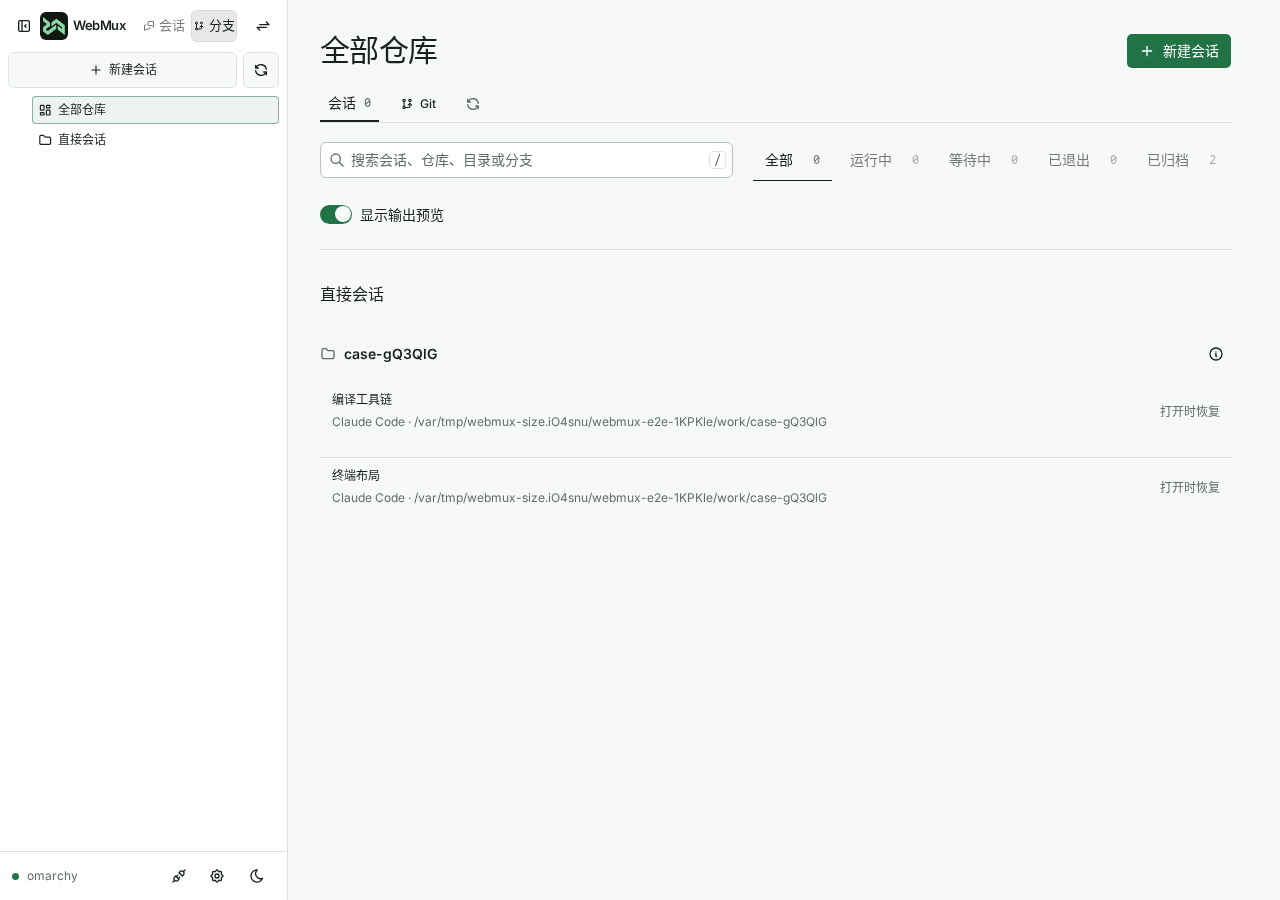 WebMux 会话 分支
新建会话
全部仓库
直接会话
omarchy
全部仓库
新建会话
会话 0 Git
搜索会话、仓库、目录或分支 /
全部 0 运行中 0 等待中 0 已退出 0 已归档 2
显示输出预览
直接会话
case-gQ3QlG
编译工具链
Claude Code · /var/tmp/webmux-size.iO4snu/webmux-e2e-1KPKle/work/case-gQ3QlG
打开时恢复
终端布局
Claude Code · /var/tmp/webmux-size.iO4snu/webmux-e2e-1KPKle/work/case-gQ3QlG
打开时恢复